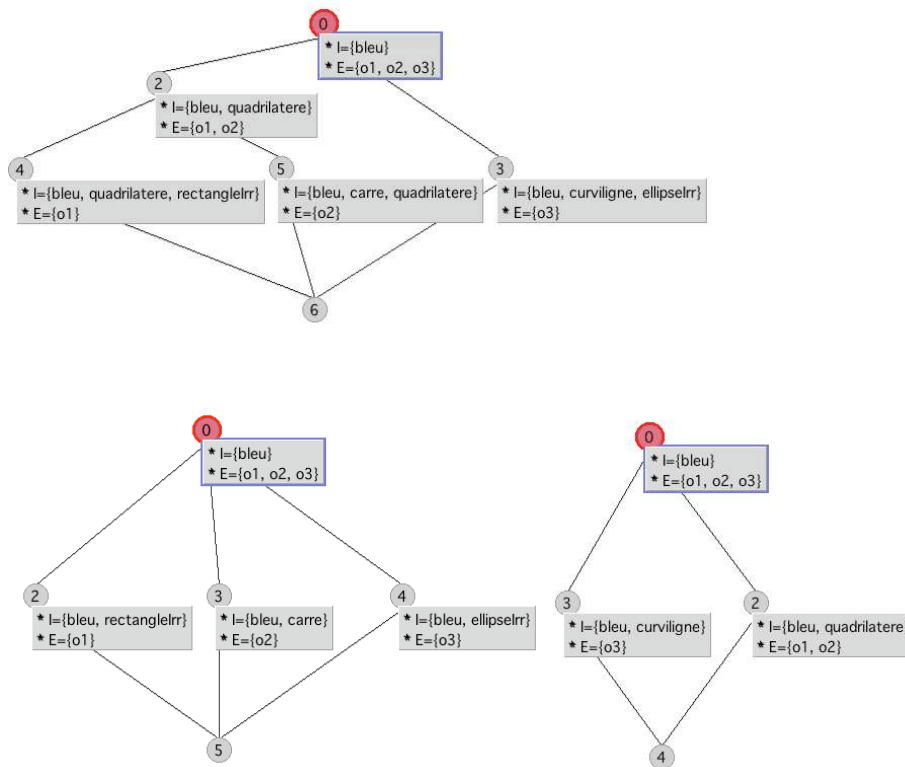 0
* I={bleu}
* E={o1, o2, o3}
2
* I={bleu, quadrilatere}
* E={o1, o2}
4
* I={bleu, quadrilatere, rectangleIrr}
* E={o1}
5
* I={bleu, carre, quadrilatere}
* E={o2}
3
* I={bleu, curviligne, ellipseIrr}
* E={o3}
6
0
* I={bleu}
* E={o1, o2, o3}
2
* I={bleu, rectangleIrr}
* E={o1}
3
* I={bleu, carre}
* E={o2}
4
* I={bleu, ellipseIrr}
* E={o3}
5
0
* I={bleu}
* E={o1, o2, o3}
3
* I={bleu, curviligne}
* E={o3}
2
* I={bleu, quadrilatere
* E={o1, o2}
4